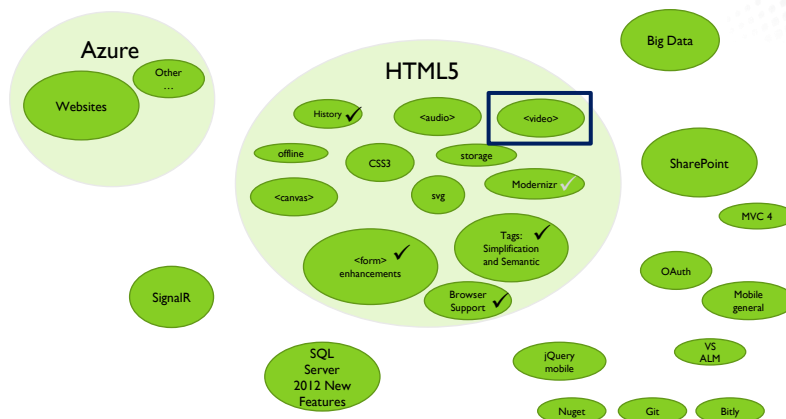 Azure
Other
…
Websites
HTML5
History
<audio>
<video>
offline
CSS3
storage
<canvas>
svg
Modernizr
<form>
enhancements
Tags:
Simplification
and Semantic
Browser
Support
Big Data
SharePoint
MVC 4
OAuth
Mobile
general
SignalR
SQL
Server
2012 New
Features
jQuery
mobile
VS
ALM
Nuget
Git
Bitly